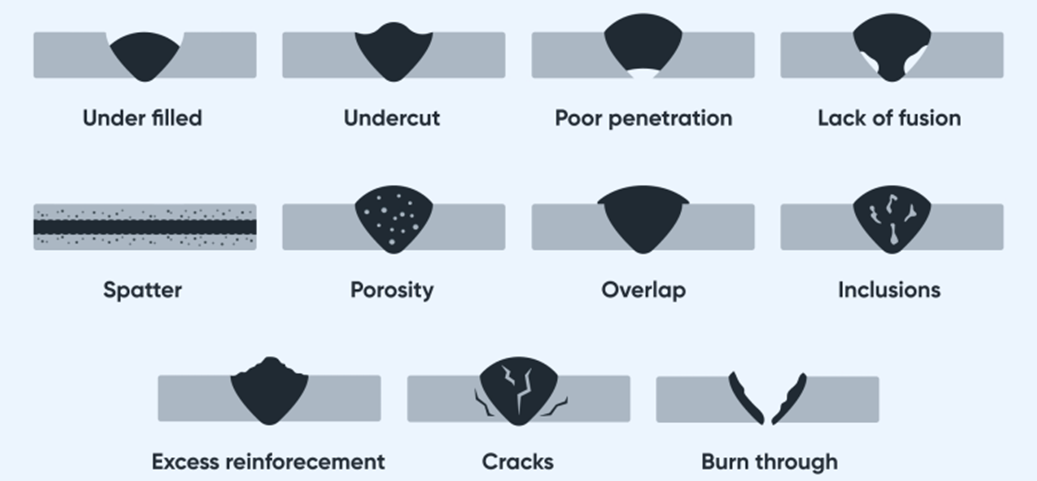 Under filled
Undercut
Poor penetration
Lack of fusion
Spatter
Porosity
Overlap
Inclusions
Excess reinforecement
Cracks
Burn through